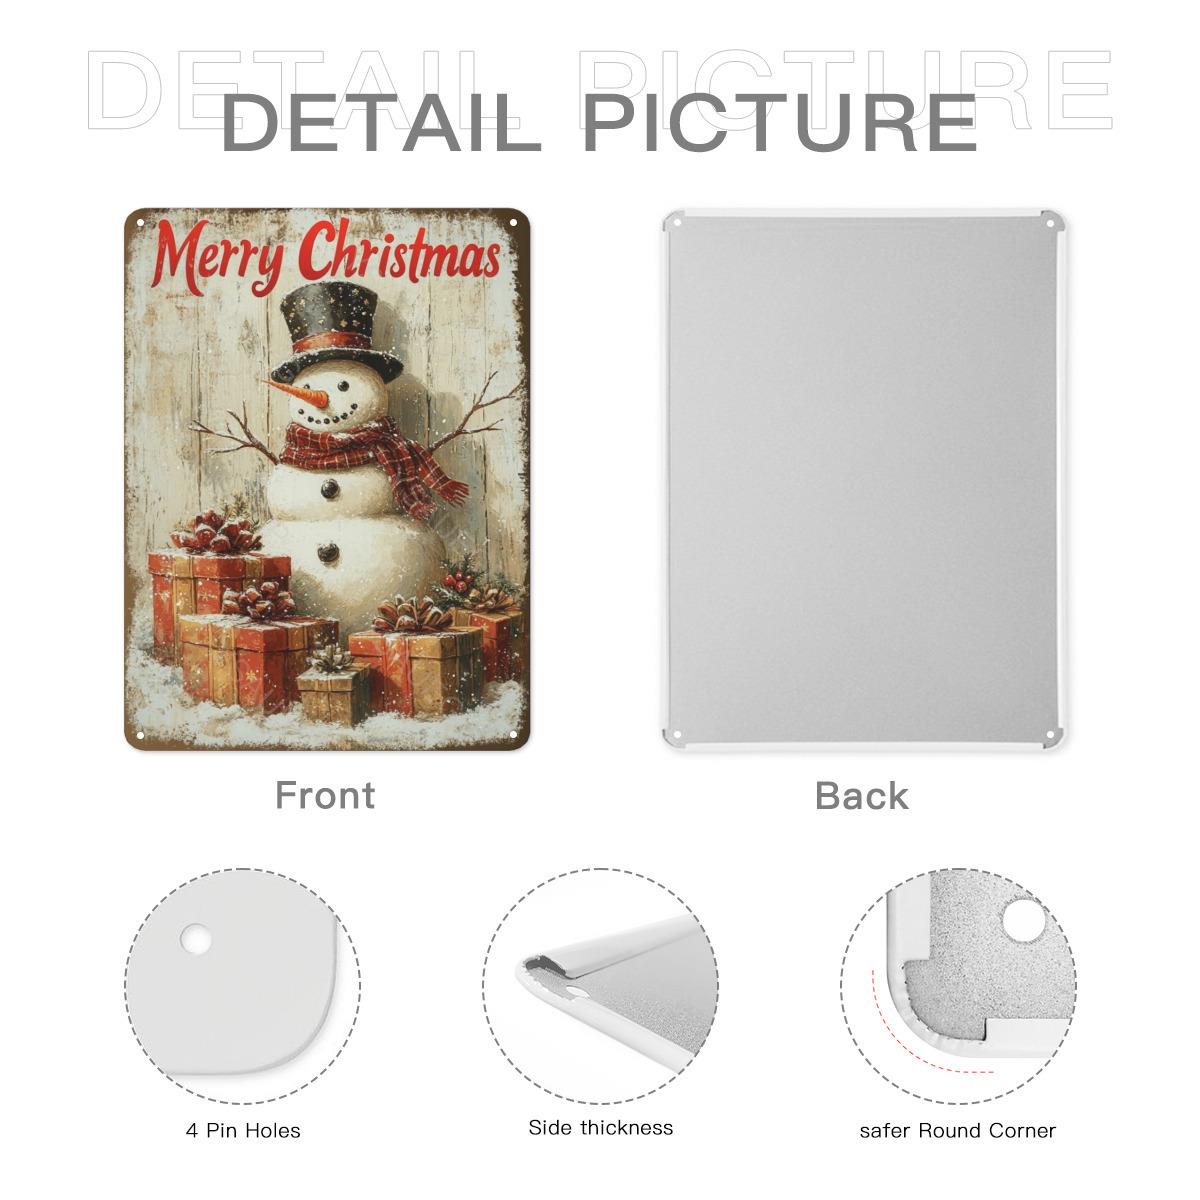 DETAIL PICTURE
DETAIL PICTURE
Merry Christmas
Front
Back
4 Pin Holes
Side thickness
safer Round Corner